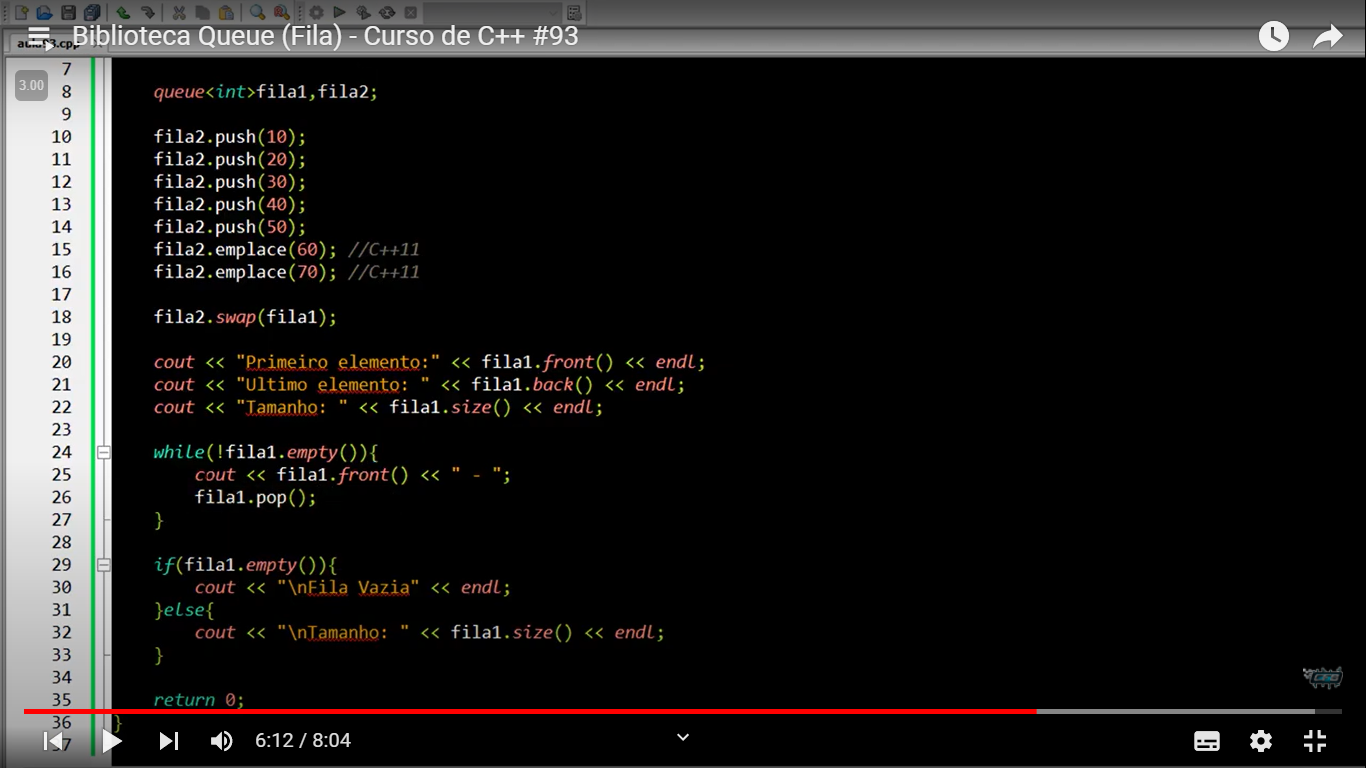 Biblioteca Queue (Fila) - Curso de C++ #93
aula93.cpp
3.00
7
8 queue<int>fila1,fila2;
9
10 fila2.push(10);
11 fila2.push(20);
12 fila2.push(30);
13 fila2.push(40);
14 fila2.push(50);
15 fila2.emplace(60); //C++11
16 fila2.emplace(70); //C++11
17
18 fila2.swap(fila1);
19
20 cout << "Primeiro elemento:" << fila1.front() << endl;
21 cout << "Ultimo elemento: " << fila1.back() << endl;
22 cout << "Tamanho: " << fila1.size() << endl;
23
24 while(!fila1.empty()){
25 cout << fila1.front() << " - ";
26 fila1.pop();
27 }
28
29 if(fila1.empty()){
30 cout << "\nFila Vazia" << endl;
31 }else{
32 cout << "\nTamanho: " << fila1.size() << endl;
33 }
34
35 return 0;
36 }
37
6:12 / 8:04